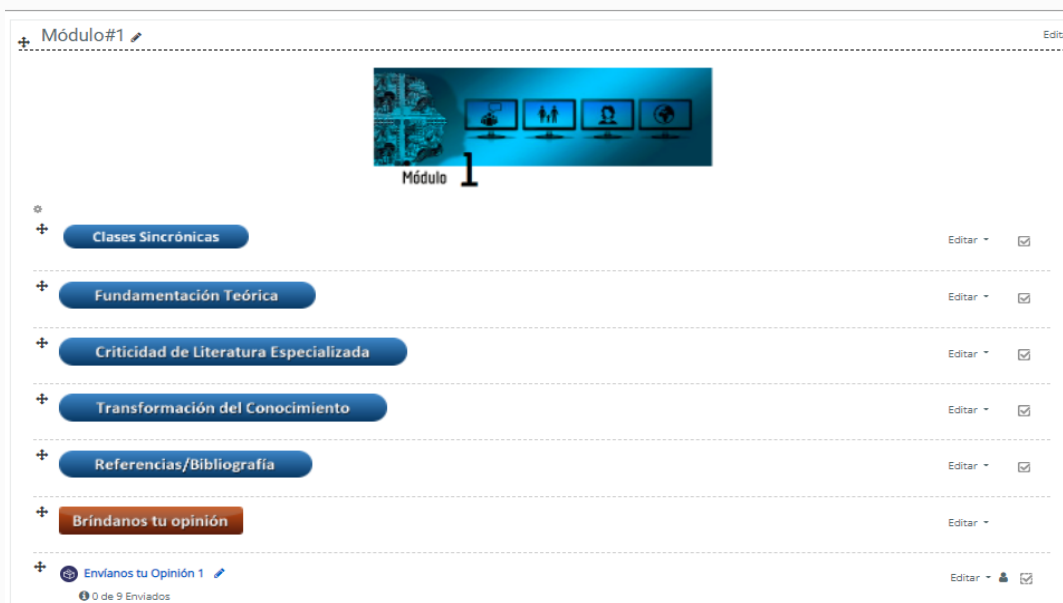 Módulo#1
Edit
Módulo 1
Clases Sincrónicas
Editar
Fundamentación Teórica
Editar
Criticidad de Literatura Especializada
Editar
Transformación del Conocimiento
Editar
Referencias/Bibliografía
Editar
Bríndanos tu opinión
Editar
Envíanos tu Opinión 1
Editar
0 de 9 Enviados